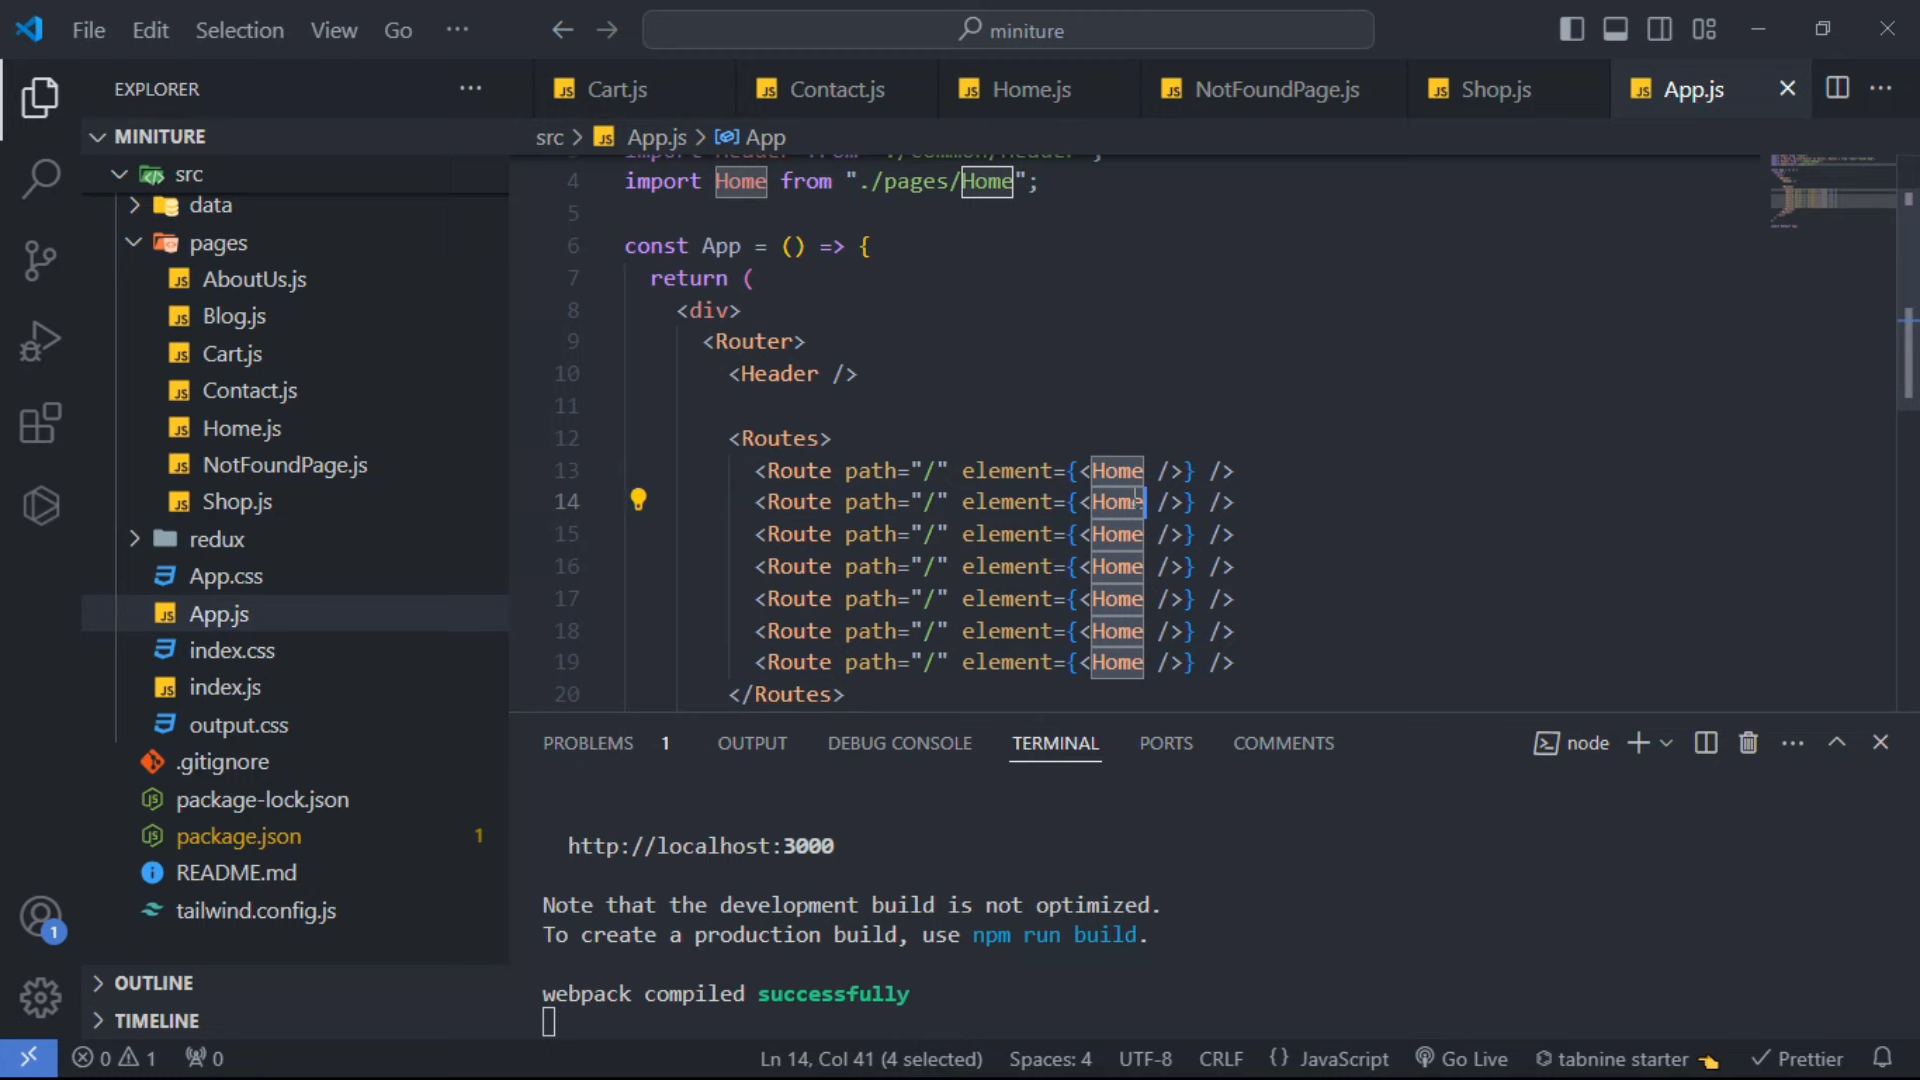 File Edit Selection View Go ··· miniture
EXPLORER ···
MINITURE
src
data
pages
AboutUs.js
Blog.js
Cart.js
Contact.js
Home.js
NotFoundPage.js
Shop.js
redux
App.css
App.js
index.css
index.js
output.css
.gitignore
package-lock.json
package.json 1
README.md
tailwind.config.js
OUTLINE
TIMELINE
Cart.js Contact.js Home.js NotFoundPage.js Shop.js App.js
src > App.js > App
import Header from "./common/Header";
4 import Home from "./pages/Home";
5
6 const App = () => {
7 return (
8 <div>
9 <Router>
10 <Header />
11
12 <Routes>
13 <Route path="/" element={<Home />} />
14 <Route path="/" element={<Home />} />
15 <Route path="/" element={<Home />} />
16 <Route path="/" element={<Home />} />
17 <Route path="/" element={<Home />} />
18 <Route path="/" element={<Home />} />
19 <Route path="/" element={<Home />} />
20 </Routes>
PROBLEMS 1 OUTPUT DEBUG CONSOLE TERMINAL PORTS COMMENTS node
http://localhost:3000
Note that the development build is not optimized.
To create a production build, use npm run build.
webpack compiled successfully
1
0 1 0 Ln 14, Col 41 (4 selected) Spaces: 4 UTF-8 CRLF {} JavaScript Go Live tabnine starter Prettier